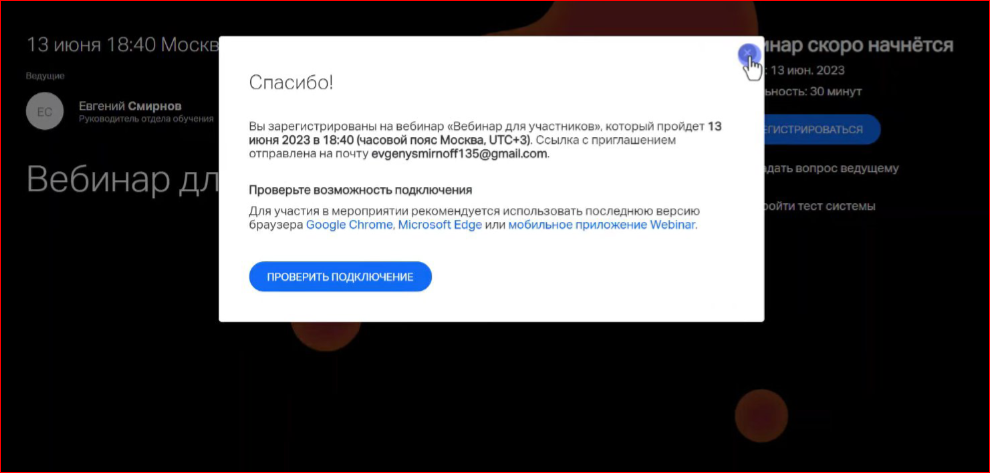 13 июня 18:40 Москв
Ведущие
ЕС
Евгений Смирнов
Руководитель отдела обучения
Вебинар дл
Спасибо!
Вы зарегистрированы на вебинар «Вебинар для участников», который пройдет 13
июня 2023 в 18:40 (часовой пояс Москва, UTC+3). Ссылка с приглашением
отправлена на почту evgenysmirnoff135@gmail.com.
Проверьте возможность подключения
Для участия в мероприятии рекомендуется использовать последнюю версию
браузера Google Chrome, Microsoft Edge или мобильное приложение Webinar.
ПРОВЕРИТЬ ПОДКЛЮЧЕНИЕ
инар скоро начнётся
: 13 июн. 2023
льность: 30 минут
ЕГИСТРИРОВАТЬСЯ
адать вопрос ведущему
ройти тест системы